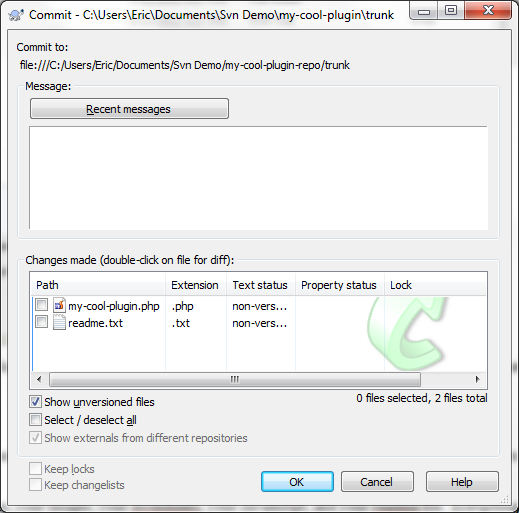 Commit - C:\Users\Eric\Documents\Svn Demo\my-cool-plugin\trunk
Commit to:
file:///C:/Users/Eric/Documents/Svn Demo/my-cool-plugin-repo/trunk
Message:
Recent messages
Changes made (double-click on file for diff):
Path Extension Text status Property status Lock
my-cool-plugin.php .php non-vers...
readme.txt .txt non-vers...
Show unversioned files 0 files selected, 2 files total
Select / deselect all
Show externals from different repositories
Keep locks
Keep changelists
OK Cancel Help